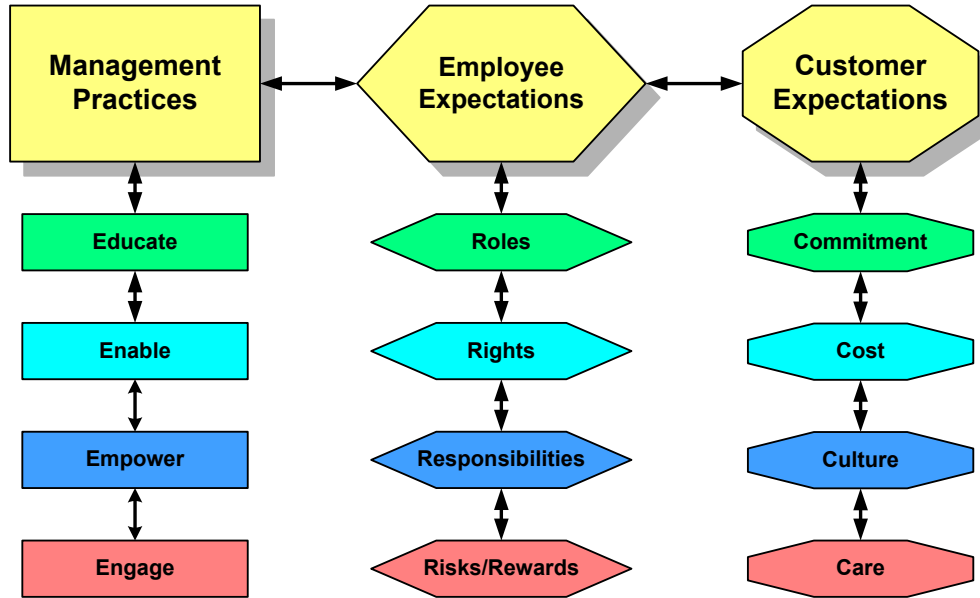 Management
Practices
Employee
Expectations
Customer
Expectations
Educate
Roles
Commitment
Enable
Rights
Cost
Empower
Responsibilities
Culture
Engage
Risks/Rewards
Care